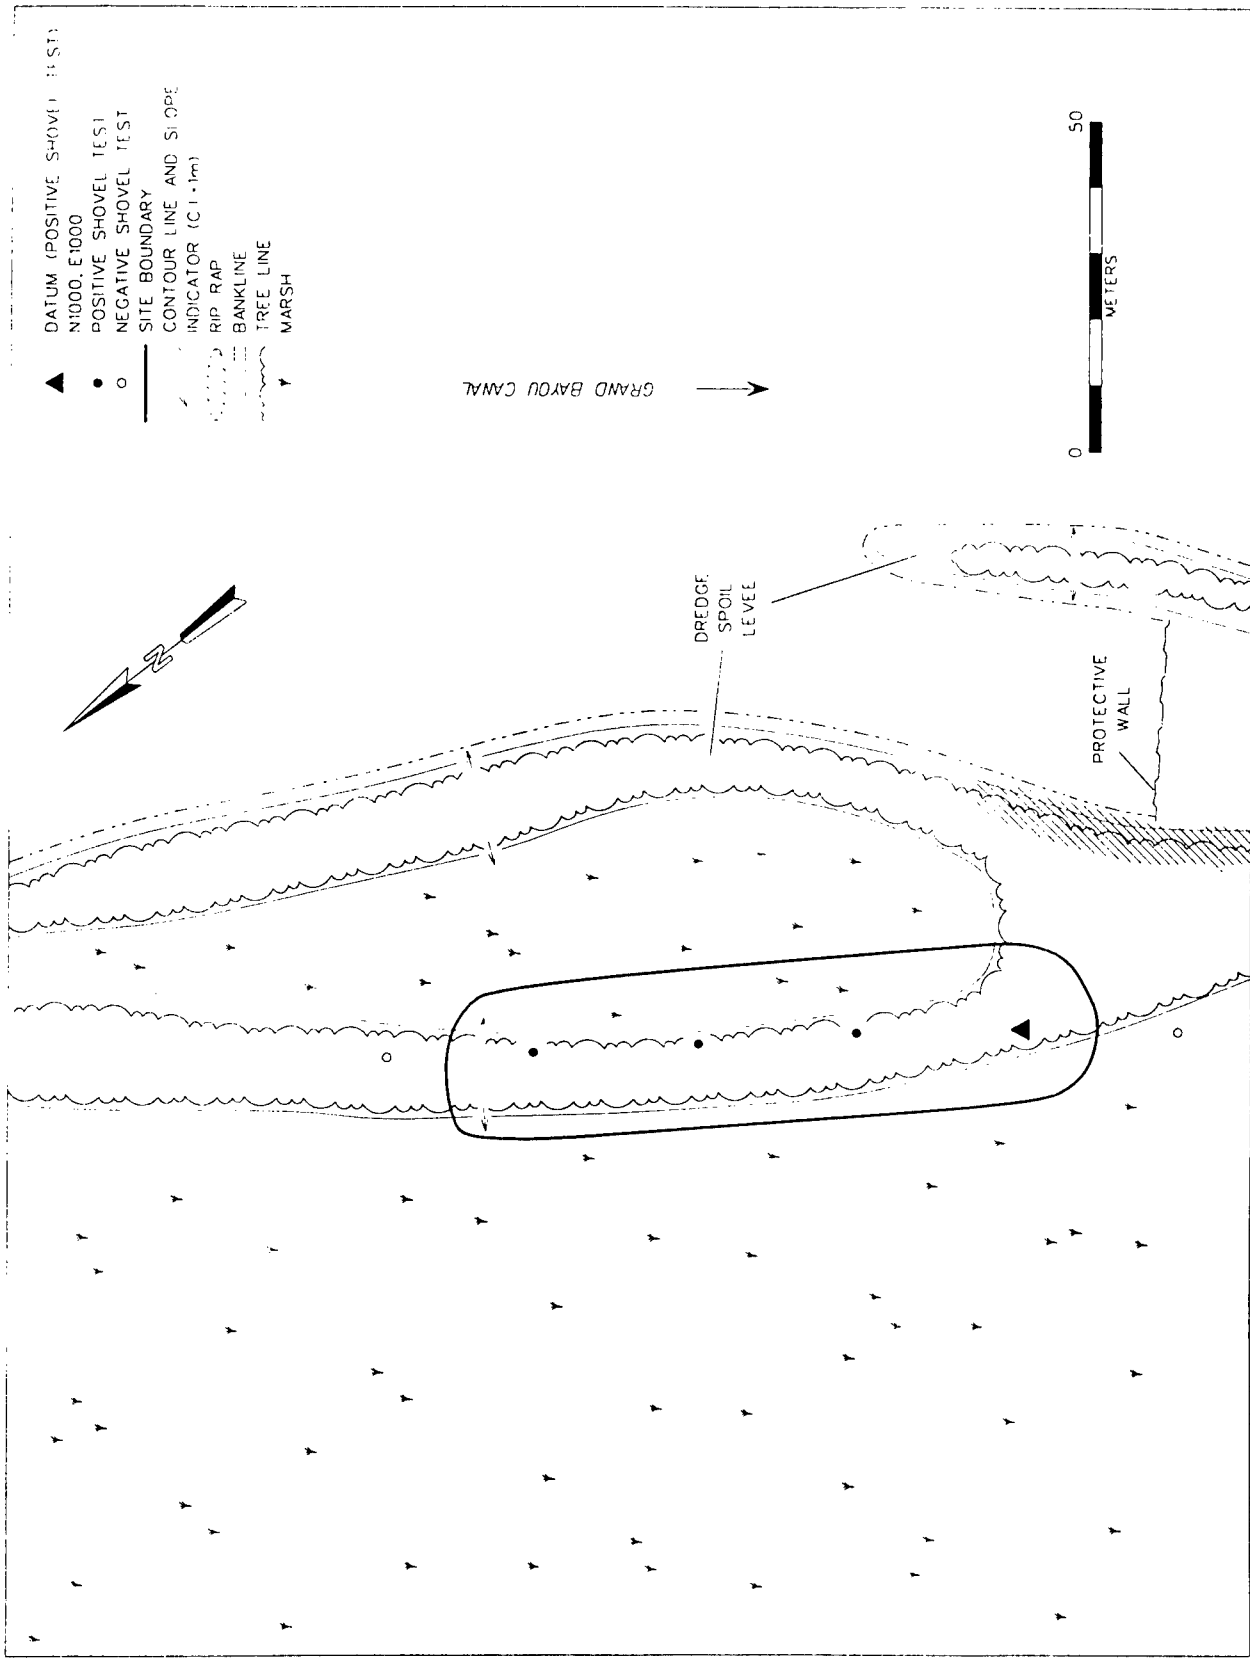 DATUM (POSITIVE SHOVEL TEST)
N1000, E1000
POSITIVE SHOVEL TEST
NEGATIVE SHOVEL TEST
SITE BOUNDARY
CONTOUR LINE AND SLOPE
INDICATOR (C.I.=1m)
RIP RAP
BANKLINE
TREE LINE
MARSH
GRAND BAYOU CANAL
N
DREDGE
SPOIL
LEVEE
PROTECTIVE
WALL
0
50
METERS